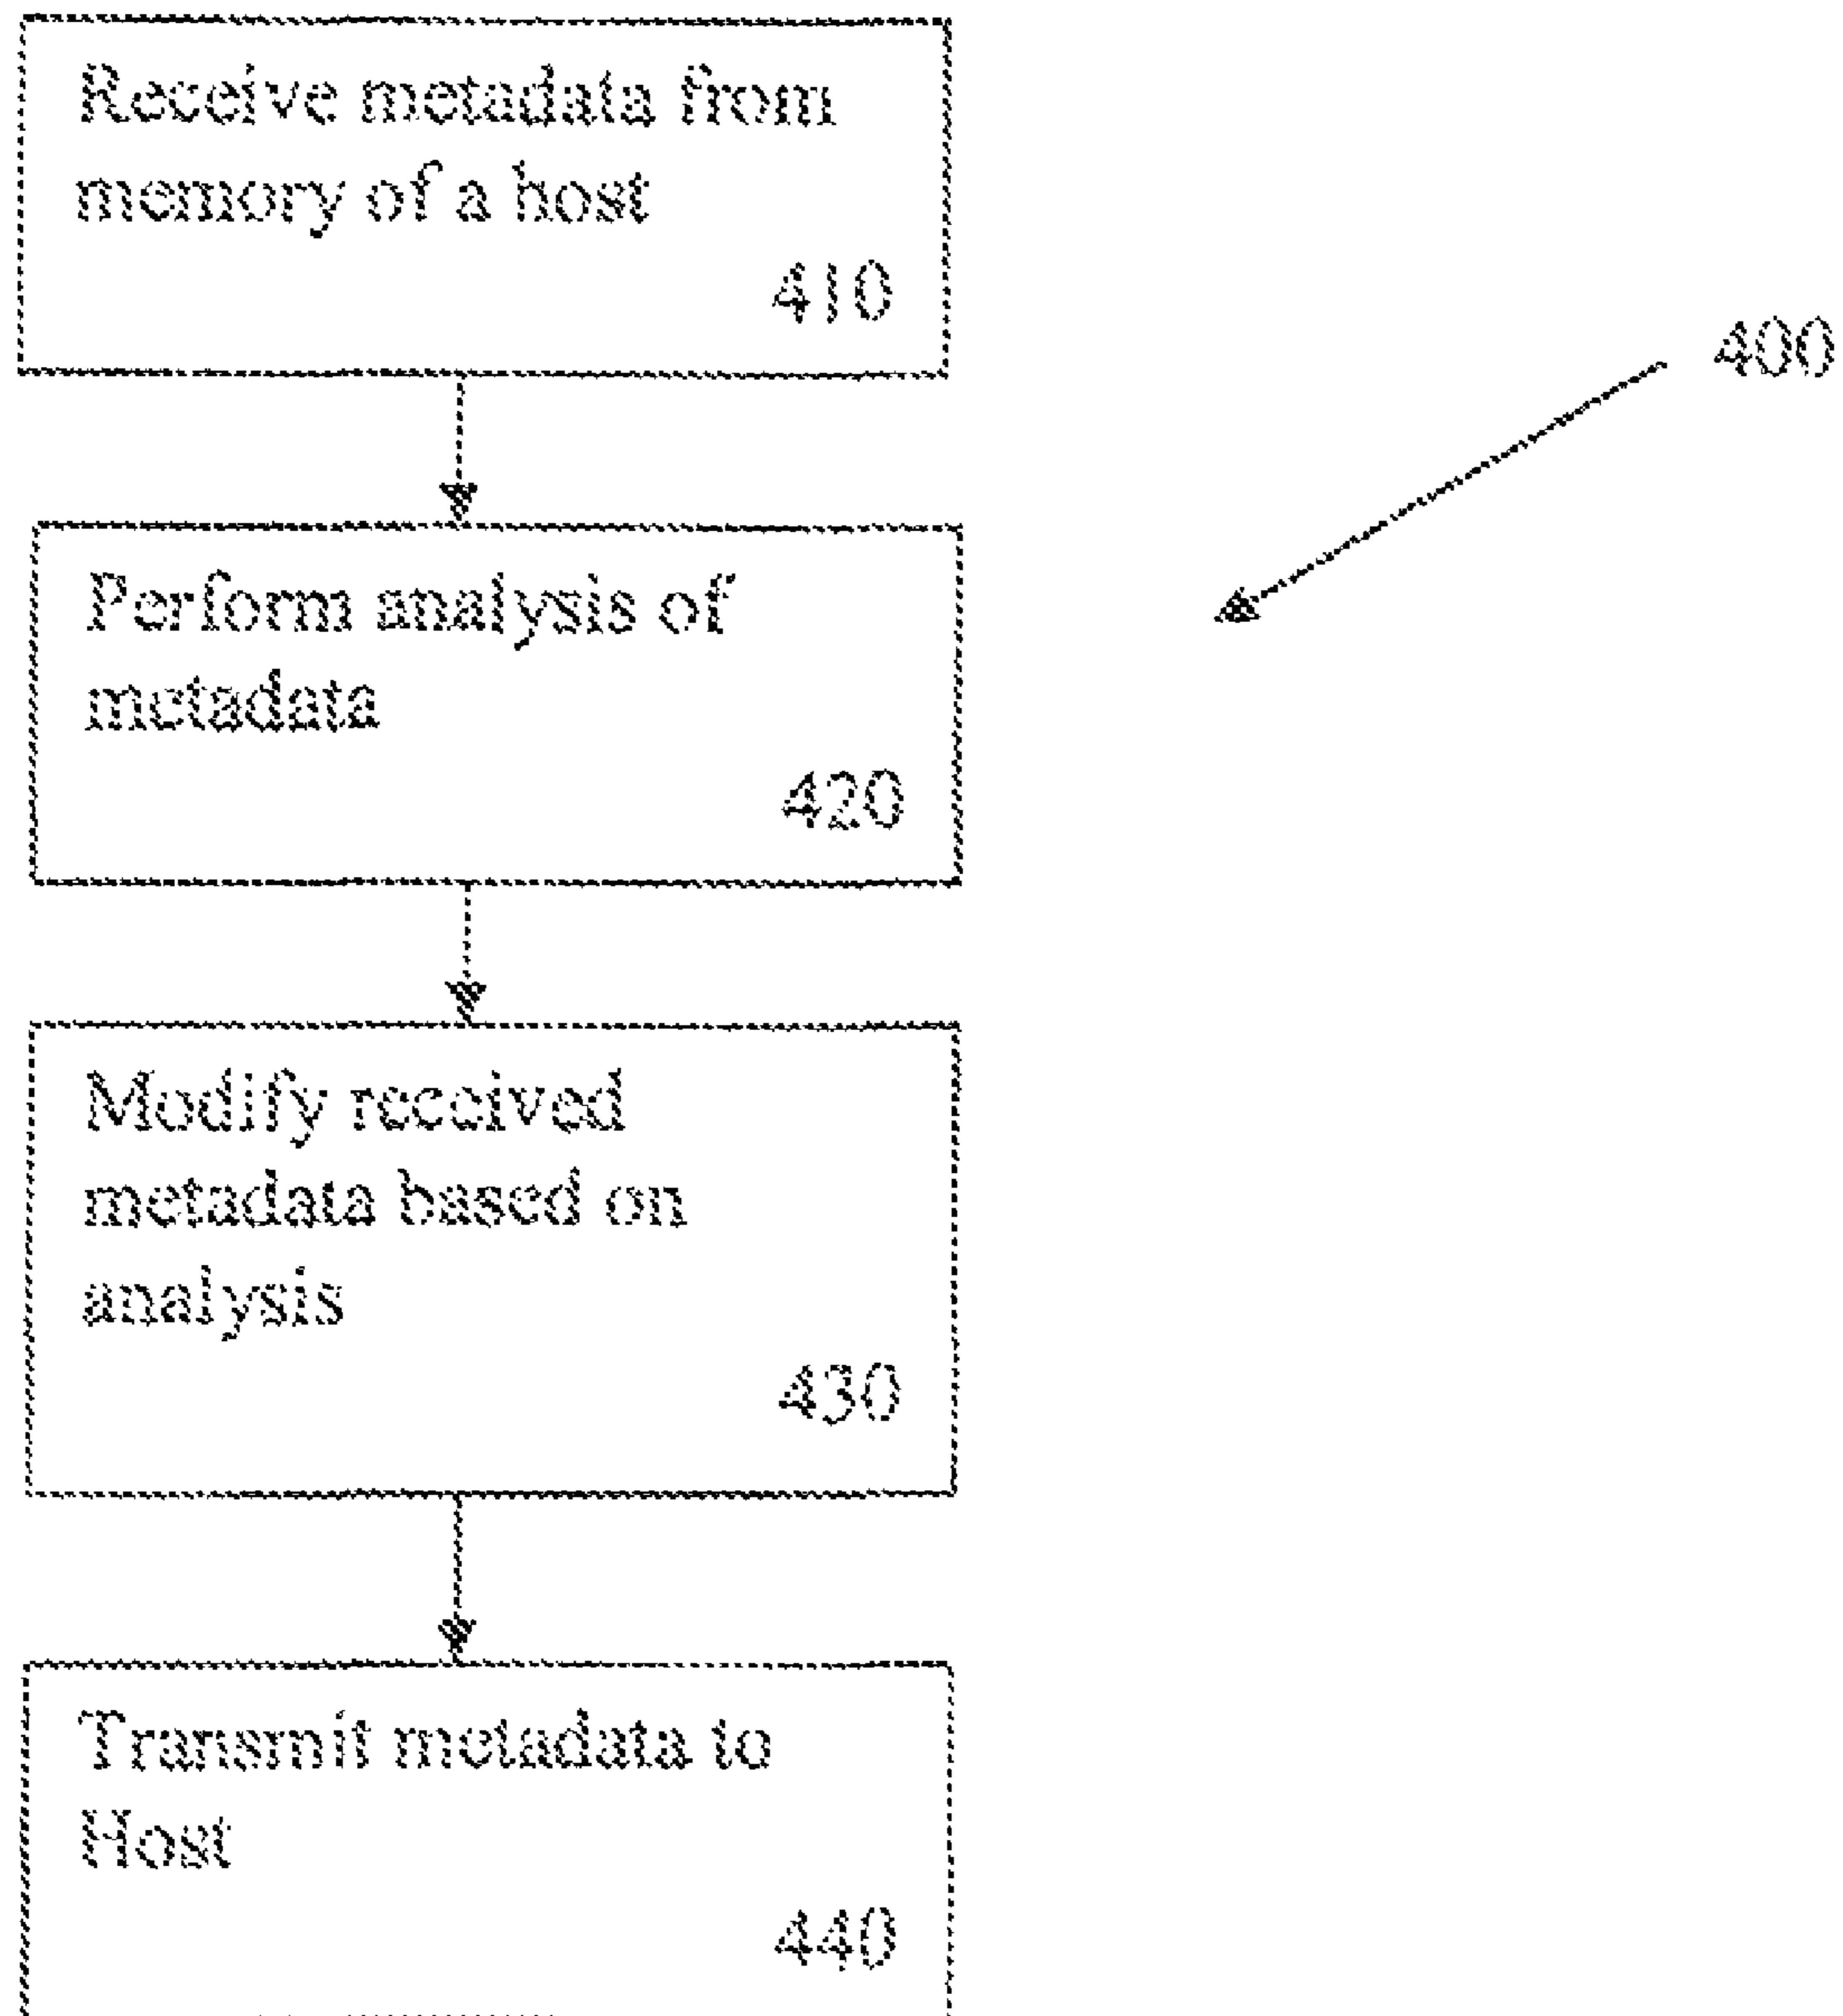 Receive metadata from
memory of a host
410
400
Perform analysis of
metadata
420
Modify received
metadata based on
analysis
430
Transmit metadata to
Host
440